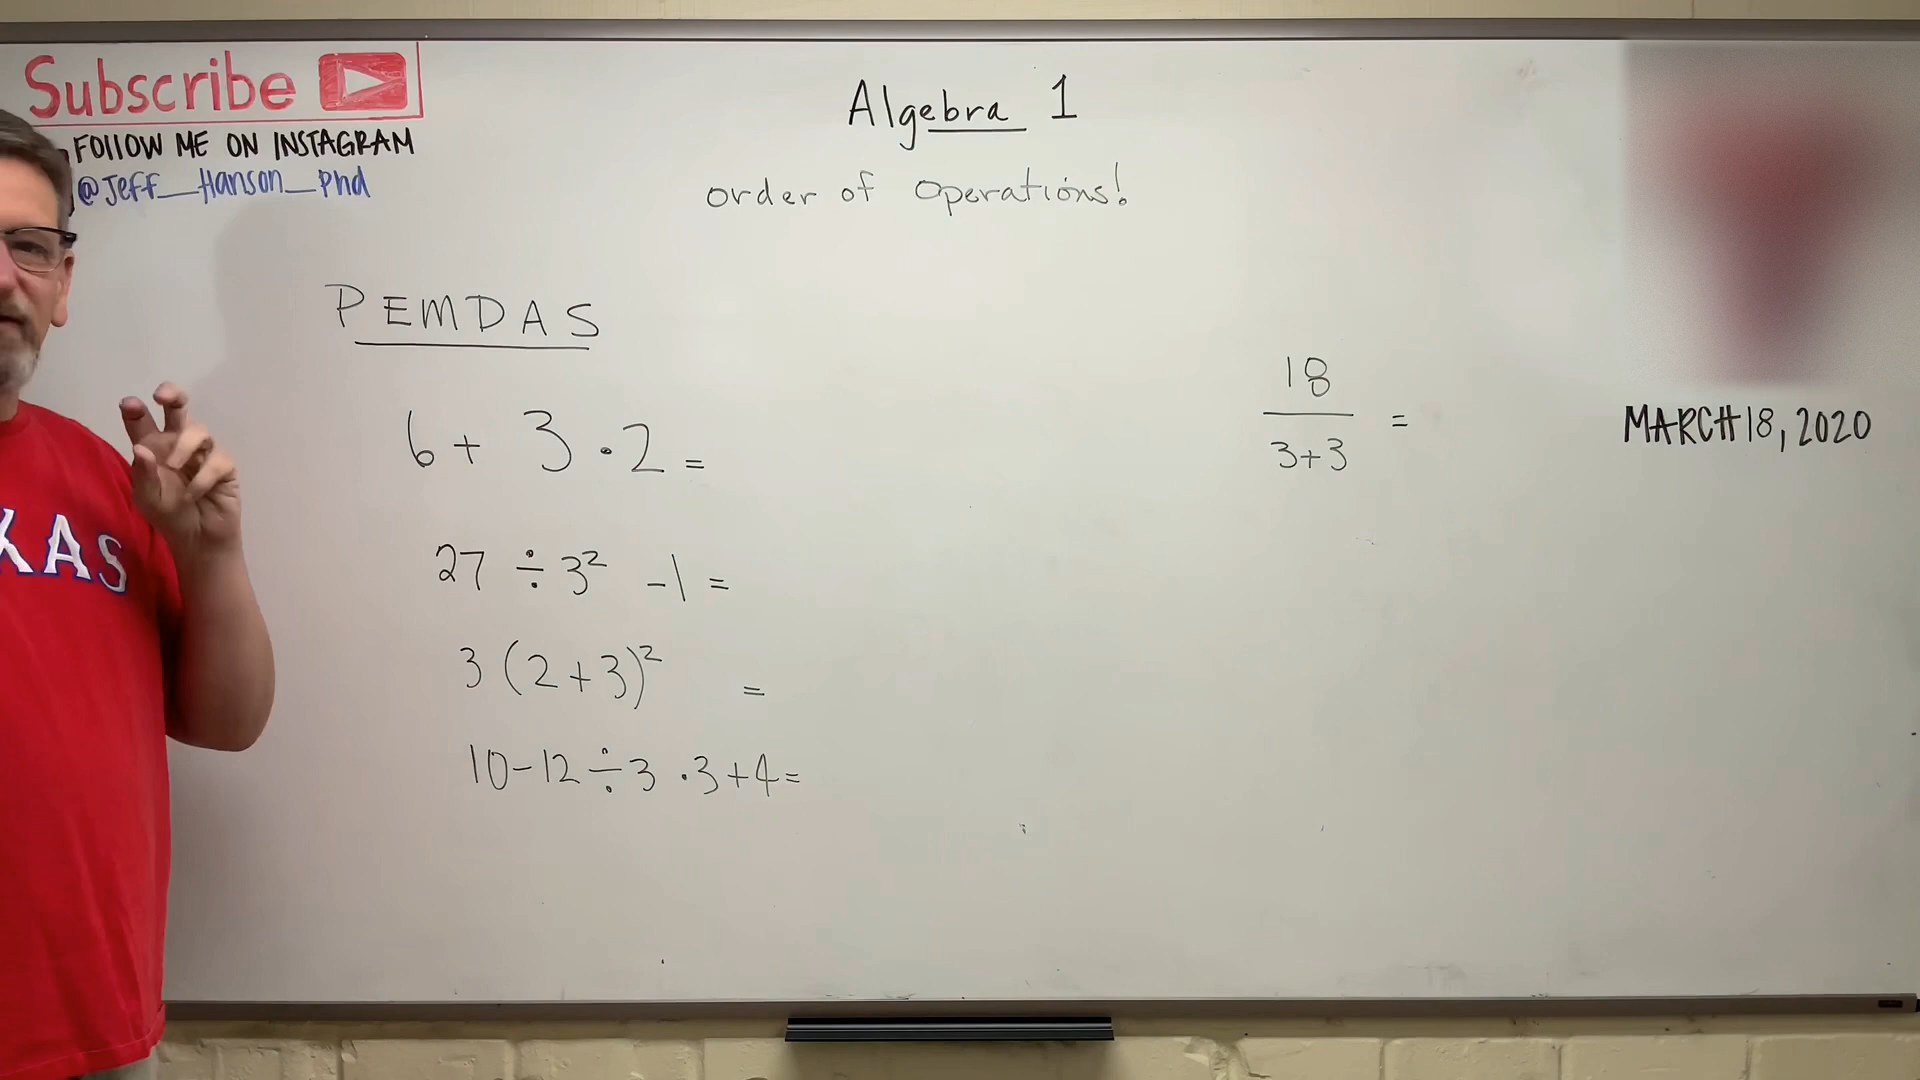 Subscribe
FOllOW ME ON INSTAGRAM
@Jeff__Hanson__Phd
Algebra 1
order of Operations!
PEMDAS
6 + 3 · 2 =
27 ÷ 3² - 1 =
3 (2+3)² =
10-12 ÷ 3 · 3 + 4 =
18
3+3
=
MARCH 18, 2020
XAS